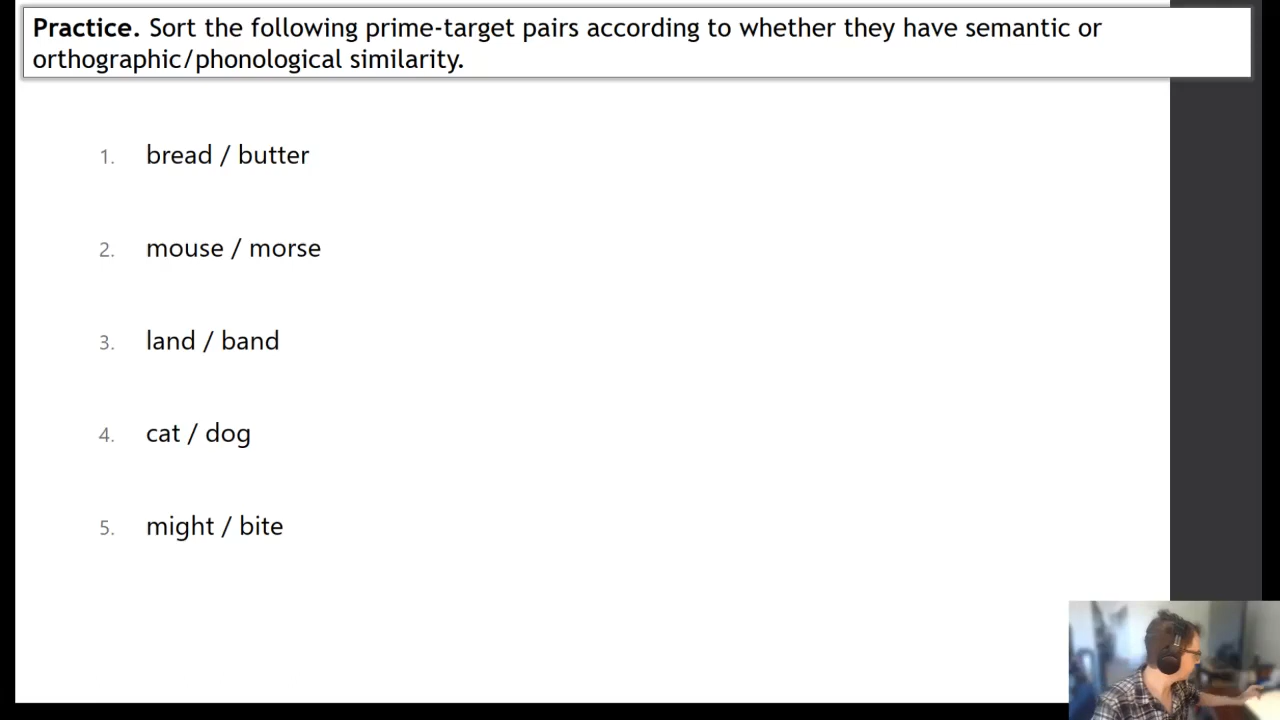 Practice. Sort the following prime-target pairs according to whether they have semantic or
orthographic/phonological similarity.
1. bread / butter
2. mouse / morse
3. land / band
4. cat / dog
5. might / bite